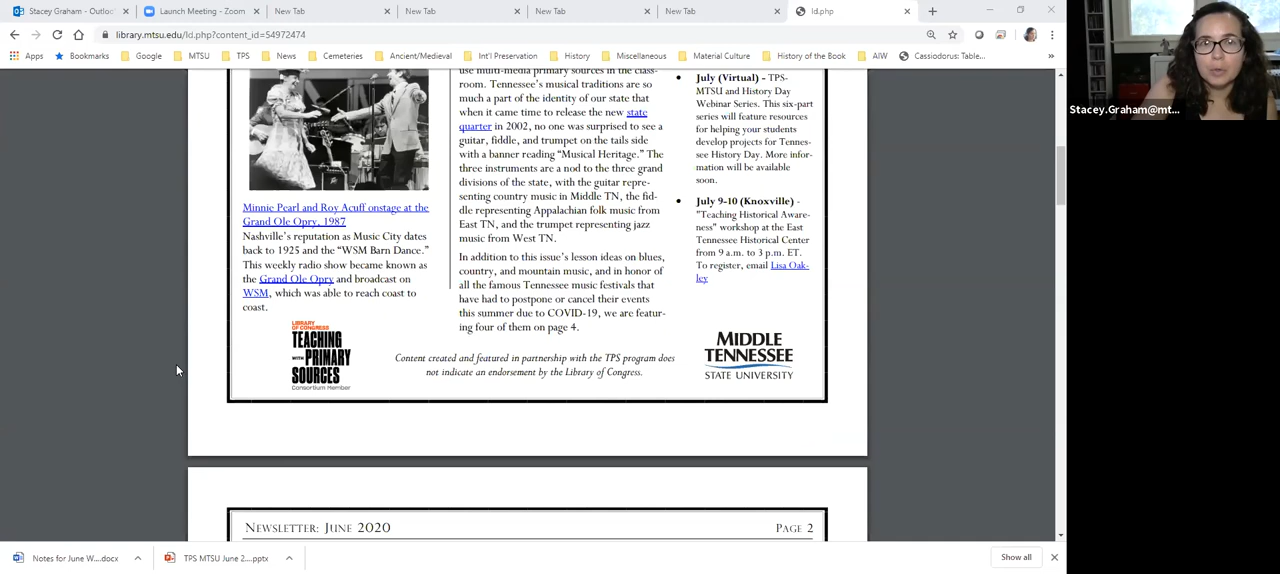 Stacey Graham - Outloo
Launch Meeting - Zoom
New Tab
New Tab
New Tab
New Tab
ld.php
library.mtsu.edu/ld.php?content_id=54972474
Apps
Bookmarks
Google
MTSU
TPS
News
Cemeteries
Ancient/Medieval
Int'l Preservation
History
Miscellaneous
Material Culture
History of the Book
AIW
Cassiodorus: Table...
»
Stacey.Graham@mt...
Minnie Pearl and Roy Acuff onstage at the
Grand Ole Opry, 1987
Nashville's reputation as Music City dates
back to 1925 and the "WSM Barn Dance."
This weekly radio show became known as
the Grand Ole Opry and broadcast on
WSM, which was able to reach coast to
coast.
use multi-media primary sources in the class-
room. Tennessee's musical traditions are so
much a part of the identity of our state that
when it came time to release the new state
quarter in 2002, no one was surprised to see a
guitar, fiddle, and trumpet on the tails side
with a banner reading "Musical Heritage." The
three instruments are a nod to the three grand
divisions of the state, with the guitar repre-
senting country music in Middle TN, the fid-
dle representing Appalachian folk music from
East TN, and the trumpet representing jazz
music from West TN.
In addition to this issue's lesson ideas on blues,
country, and mountain music, and in honor of
all the famous Tennessee music festivals that
have had to postpone or cancel their events
this summer due to COVID-19, we are featur-
ing four of them on page 4.
• July (Virtual) - TPS-
MTSU and History Day
Webinar Series. This six-part
series will feature resources
for helping your students
develop projects for Tennes-
see History Day. More infor-
mation will be available
soon.
• July 9-10 (Knoxville) -
"Teaching Historical Aware-
ness" workshop at the East
Tennessee Historical Center
from 9 a.m. to 3 p.m. ET.
To register, email Lisa Oak-
ley
LIBRARY
OF CONGRESS
TEACHING
WITH PRIMARY
SOURCES
Consortium Member
Content created and featured in partnership with the TPS program does
not indicate an endorsement by the Library of Congress.
MIDDLE
TENNESSEE
STATE UNIVERSITY
NEWSLETTER: JUNE 2020
PAGE 2
Notes for June W....docx
TPS MTSU June 2....pptx
Show all